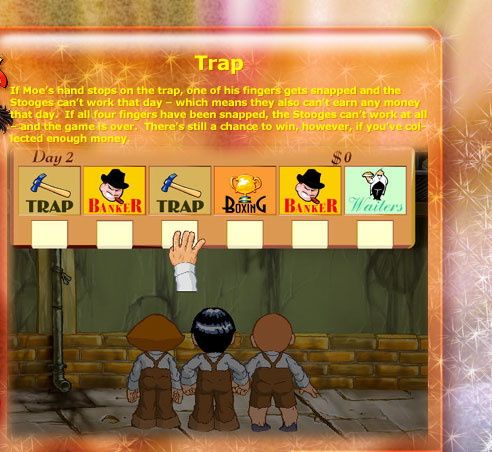 Trap
If Moe's hand stops on the trap, one of his fingers gets snapped and the
Stooges can't work that day – which means they also can't earn any money
that day. If all four fingers have been snapped, the Stooges can't work at all
– and the game is over. There's still a chance to win, however, if you've col-
lected enough money.
Day 2 $0
TRAP BANKER TRAP BOXING BANKER Waiters